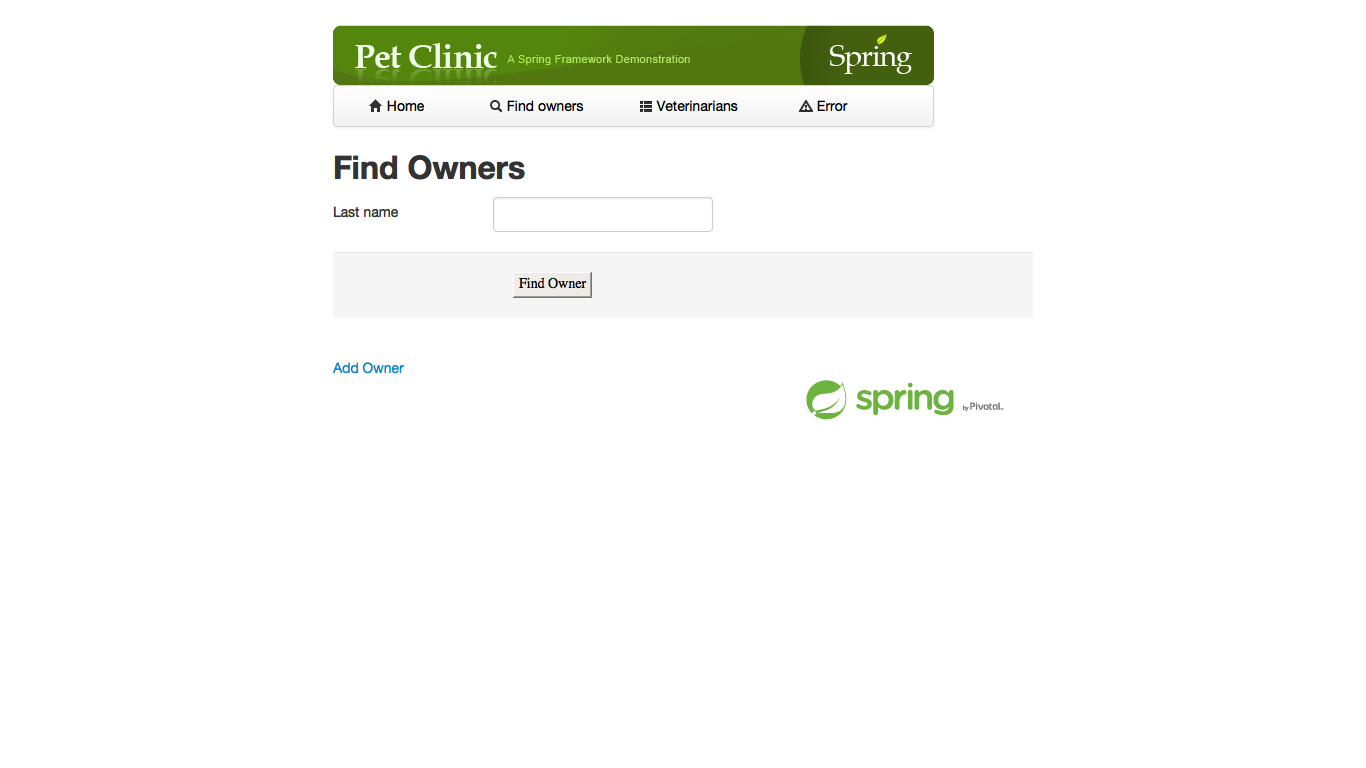 Pet Clinic A Spring Framework Demonstration Spring
Home Find owners Veterinarians Error
Find Owners
Last name
Find Owner
Add Owner
spring by Pivotal™